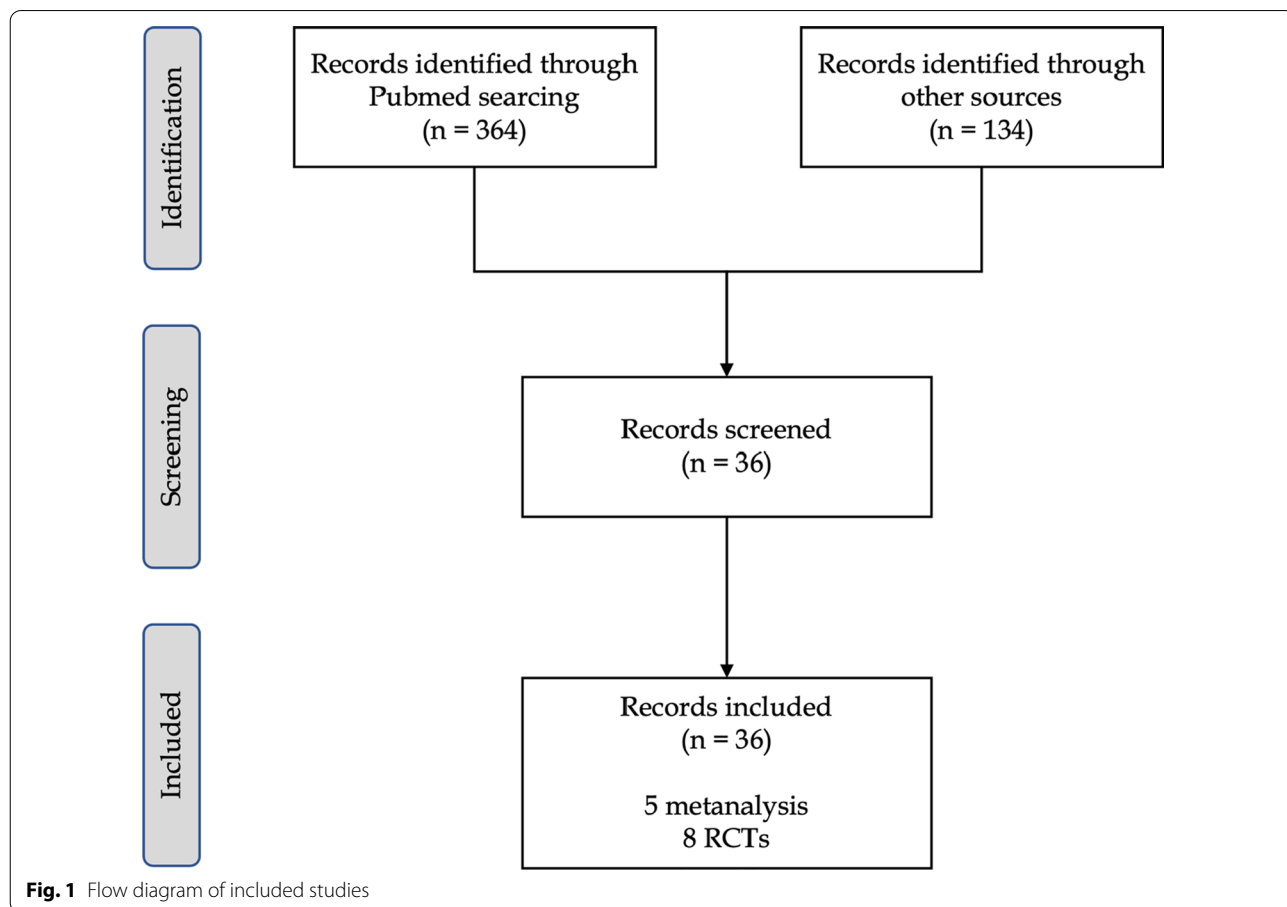 Identification
Records identified through
Pubmed searcing
(n = 364)
Records identified through
other sources
(n = 134)
Screening
Records screened
(n = 36)
Included
Records included
(n = 36)
5 metanalysis
8 RCTs
Fig. 1 Flow diagram of included studies